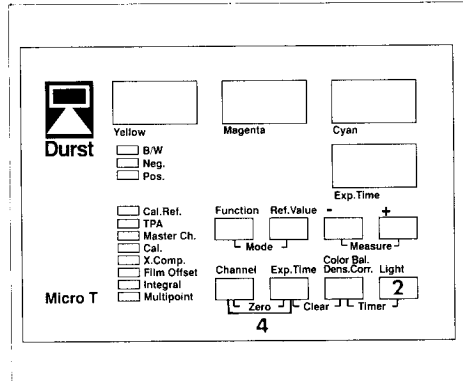 Durst
Yellow
Magenta
Cyan
B/W
Neg.
Pos.
Exp.Time
Cal.Ref.
TPA
Master Ch.
Cal.
X.Comp.
Film Offset
Integral
Multipoint
Function
Ref.Value
-
+
Mode
Measure
Channel
Exp.Time
Color Bal.
Dens.Corr.
Light
2
Zero
Clear
Timer
4
Micro T